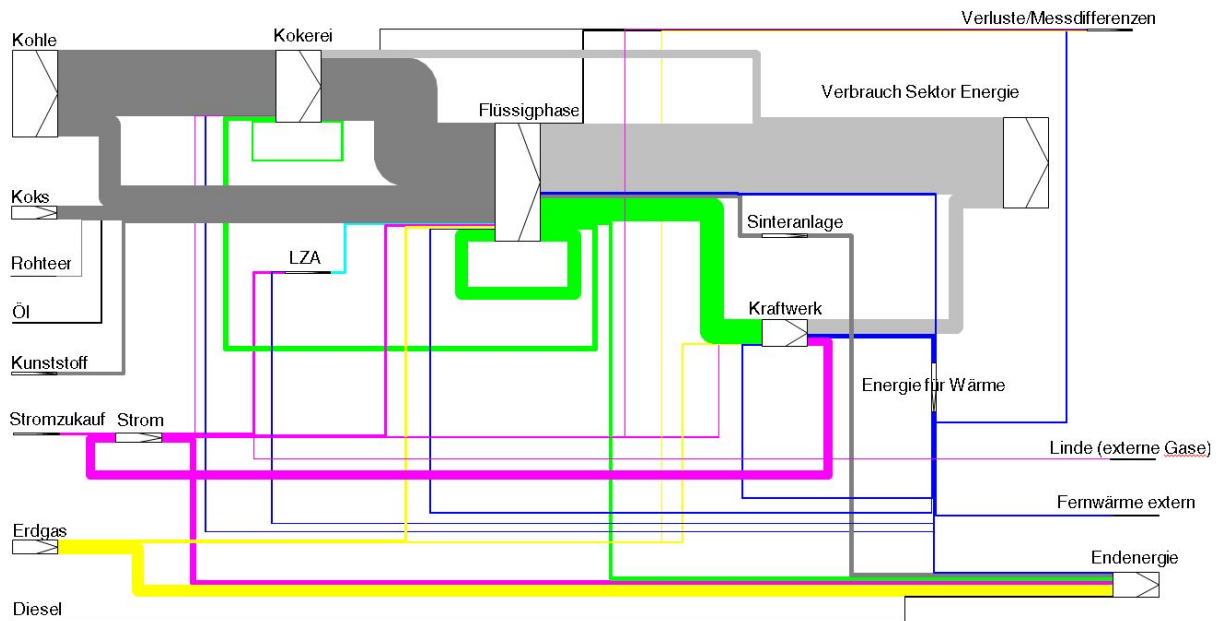 Verluste/Messdifferenzen
Kohle
Kokerei
Verbrauch Sektor Energie
Flüssigphase
Koks
Sinteranlage
Rohteer
LZA
Öl
Kraftwerk
Kunststoff
Energie für Wärme
Stromzukauf
Strom
Linde (externe Gase)
Fernwärme extern
Erdgas
Endenergie
Diesel